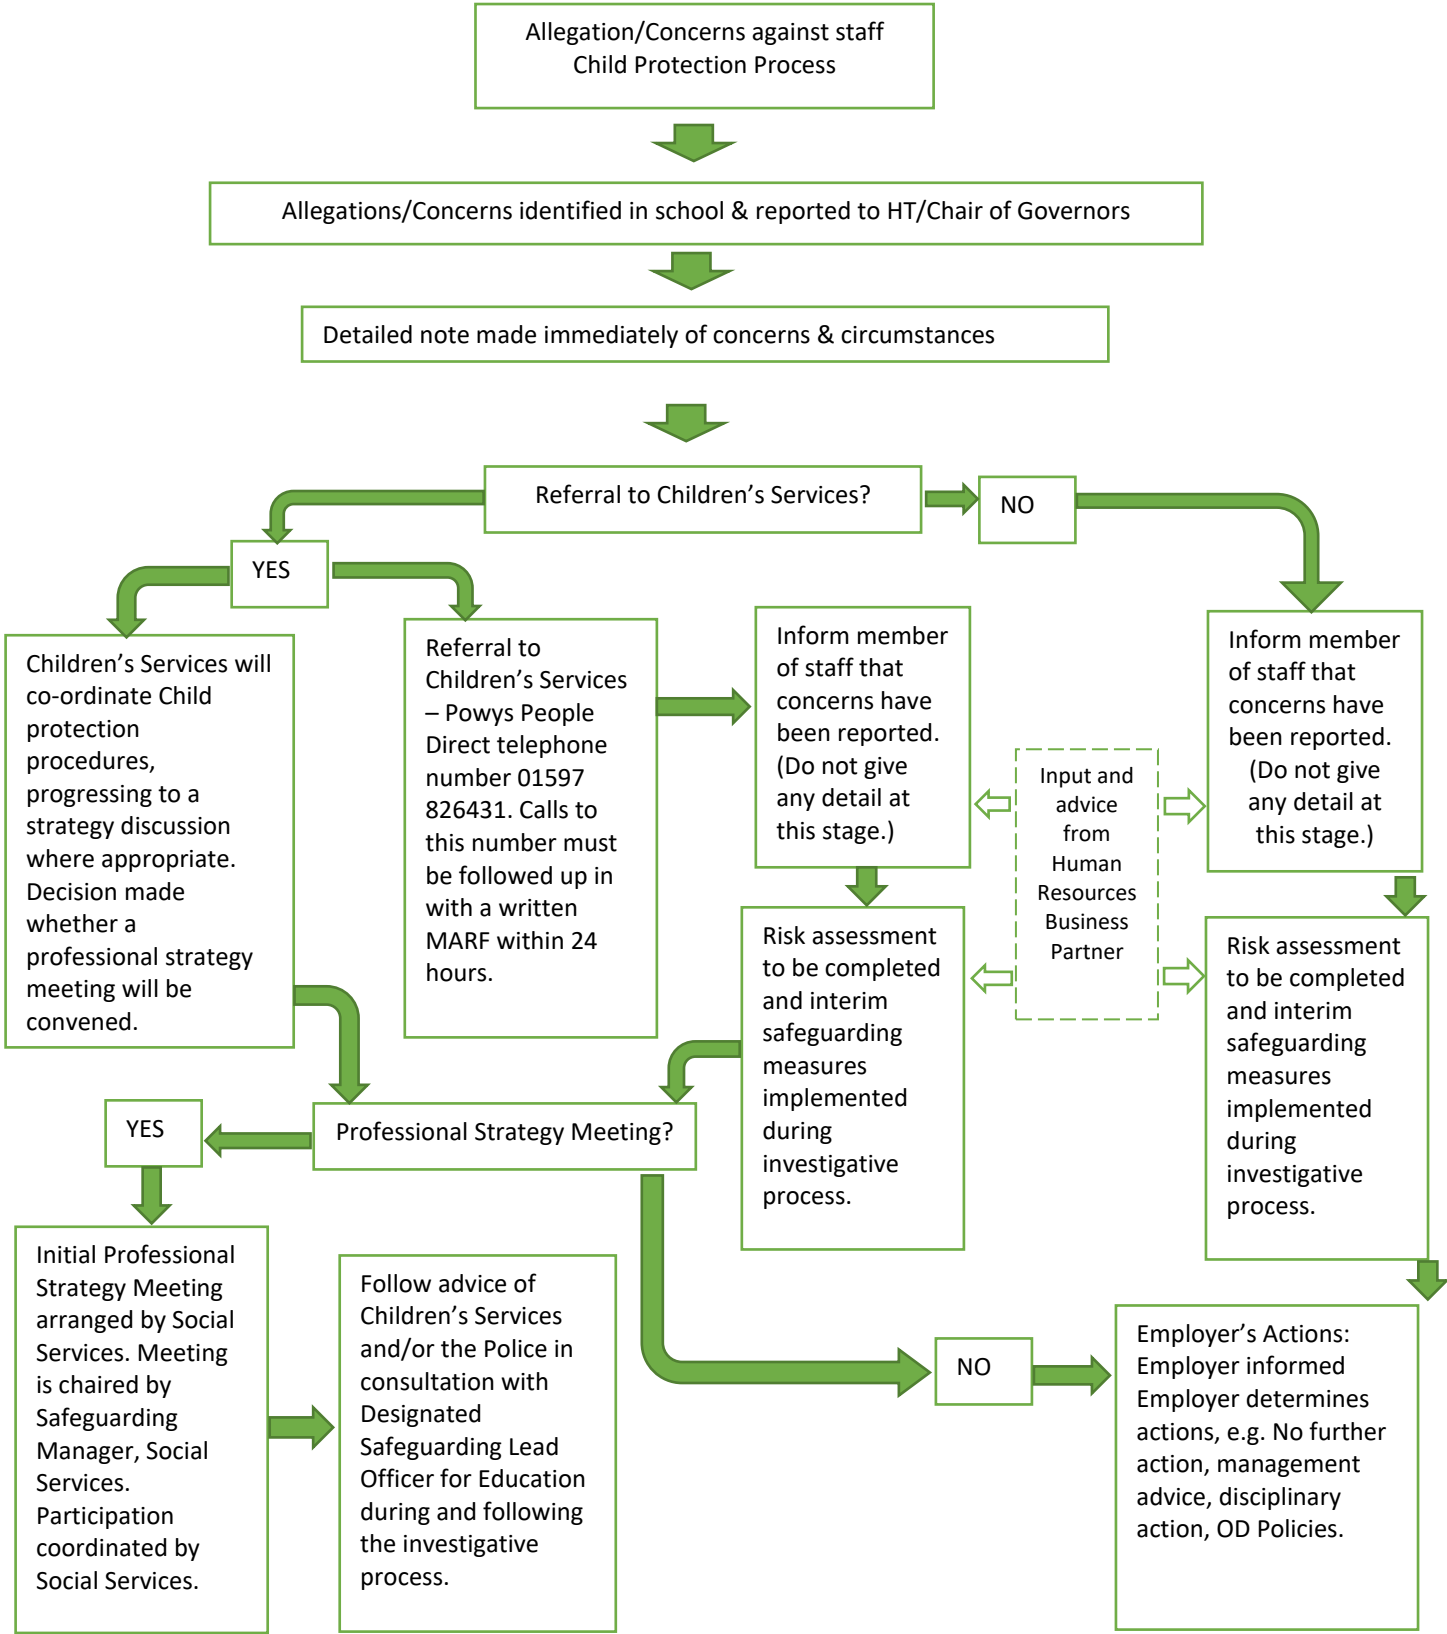 Allegation/Concerns against staff
Child Protection Process
Allegations/Concerns identified in school & reported to HT/Chair of Governors
Detailed note made immediately of concerns & circumstances
Referral to Children’s Services?
NO
YES
Children’s Services will
co-ordinate Child
protection
procedures,
progressing to a
strategy discussion
where appropriate.
Decision made
whether a
professional strategy
meeting will be
convened.
Referral to
Children’s Services
– Powys People
Direct telephone
number 01597
826431. Calls to
this number must
be followed up in
with a written
MARF within 24
hours.
Inform member
of staff that
concerns have
been reported.
(Do not give
any detail at
this stage.)
Input and
advice
from
Human
Resources
Business
Partner
Inform member
of staff that
concerns have
been reported.
(Do not give
any detail at
this stage.)
Risk assessment
to be completed
and interim
safeguarding
measures
implemented
during
investigative
process.
Risk assessment
to be completed
and interim
safeguarding
measures
implemented
during
investigative
process.
Professional Strategy Meeting?
YES
Initial Professional
Strategy Meeting
arranged by Social
Services. Meeting
is chaired by
Safeguarding
Manager, Social
Services.
Participation
coordinated by
Social Services.
Follow advice of
Children’s Services
and/or the Police in
consultation with
Designated
Safeguarding Lead
Officer for Education
during and following
the investigative
process.
NO
Employer’s Actions:
Employer informed
Employer determines
actions, e.g. No further
action, management
advice, disciplinary
action, OD Policies.